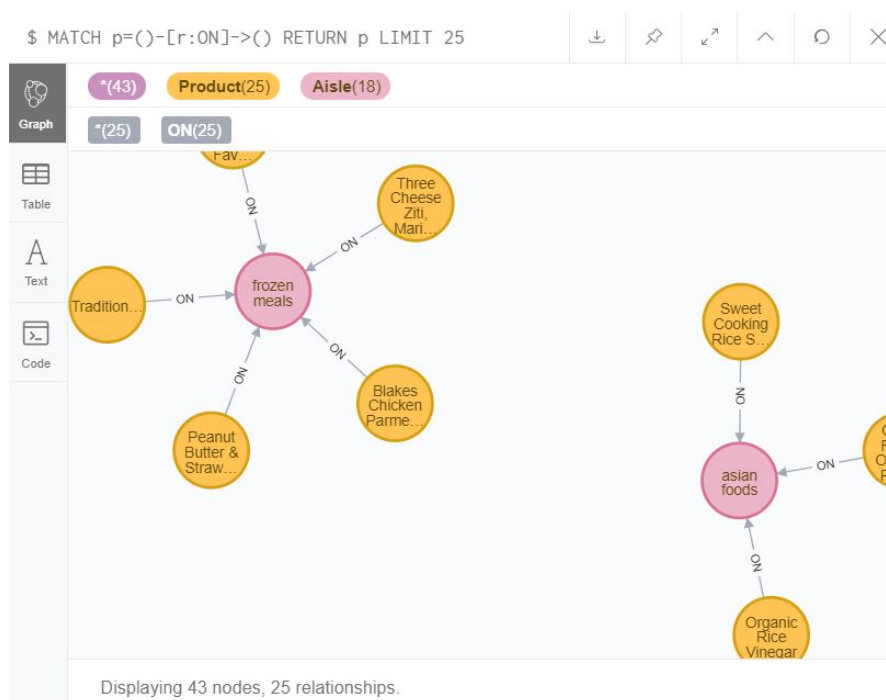 $ MATCH p=()-[r:ON]->() RETURN p LIMIT 25
Graph
Table
Text
Code
*(43) Product(25) Aisle(18)
*(25) ON(25)
Fav...
ON
Three
Cheese
Ziti,
Mari...
ON
frozen
meals
Tradition...
ON
ON
Peanut
Butter &
Straw...
ON
Blakes
Chicken
Parme...
Sweet
Cooking
Rice S...
ON
asian
foods
ON
ON
Organic
Rice
Vinegar
Displaying 43 nodes, 25 relationships.